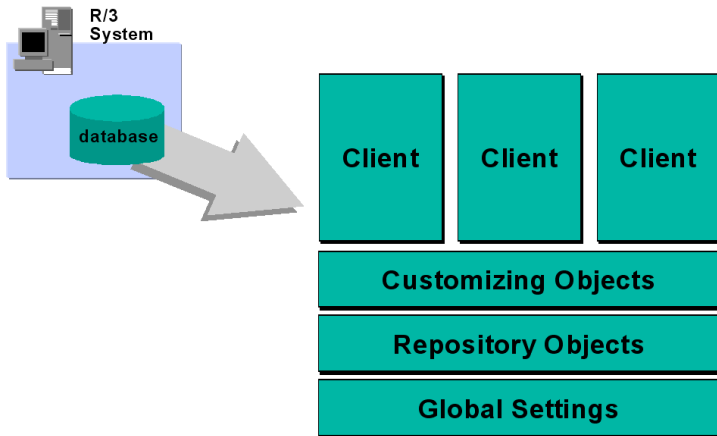 R/3
System
database
Client
Client
Client
Customizing Objects
Repository Objects
Global Settings